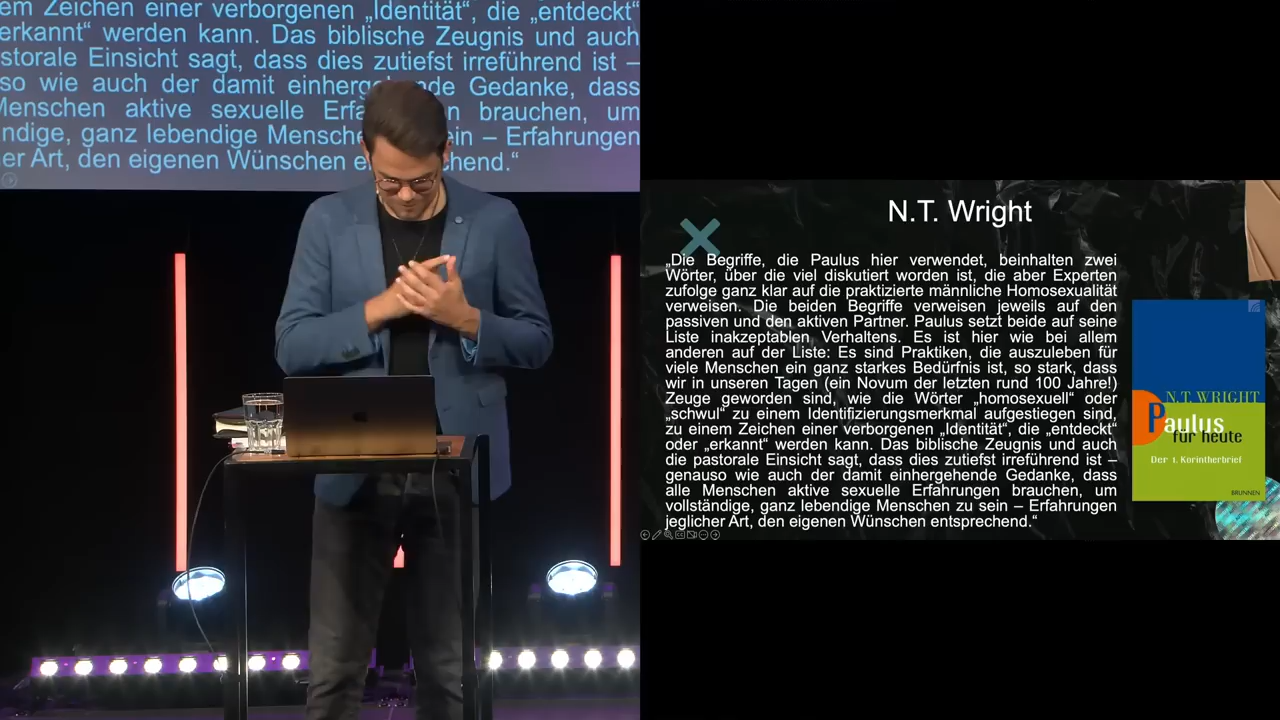 em Zeichen einer verborgenen „Identität“, die „entdeckt“
erkannt“ werden kann. Das biblische Zeugnis und auch
storale Einsicht sagt, dass dies zutiefst irreführend ist –
so wie auch der damit Gedanke, dass
Menschen aktive sexuelle brauchen, um
ndige, ganz lebendige sein – Erfahrungen
er Art, den eigenen Wünschen
N.T. Wright
„Die Begriffe, die Paulus hier verwendet, beinhalten zwei
Wörter, über die viel diskutiert worden ist, die aber Experten
zufolge ganz klar auf die praktizierte männliche Homosexualität
verweisen. Die beiden Begriffe verweisen jeweils auf den
passiven und den aktiven Partner. Paulus setzt beide auf seine
Liste inakzeptablen Verhaltens. Es ist hier wie bei allem
anderen auf der Liste: Es sind Praktiken, die auszuleben für
viele Menschen ein ganz starkes Bedürfnis ist, so stark, dass
wir in unseren Tagen (ein Novum der letzten rund 100 Jahre!)
Zeuge geworden sind, wie die Wörter „homosexuell“ oder
„schwul“ zu einem Identifizierungsmerkmal aufgestiegen sind,
zu einem Zeichen einer verborgenen „Identität“, die „entdeckt“
oder „erkannt“ werden kann. Das biblische Zeugnis und auch
die pastorale Einsicht sagt, dass dies zutiefst irreführend ist –
genauso wie auch der damit einhergehende Gedanke, dass
alle Menschen aktive sexuelle Erfahrungen brauchen, um
vollständige, ganz lebendige Menschen zu sein – Erfahrungen
jeglicher Art, den eigenen Wünschen entsprechend.“
N.T. WRIGHT
Paulus
für heute
Der 1. Korintherbrief
BRUNNEN